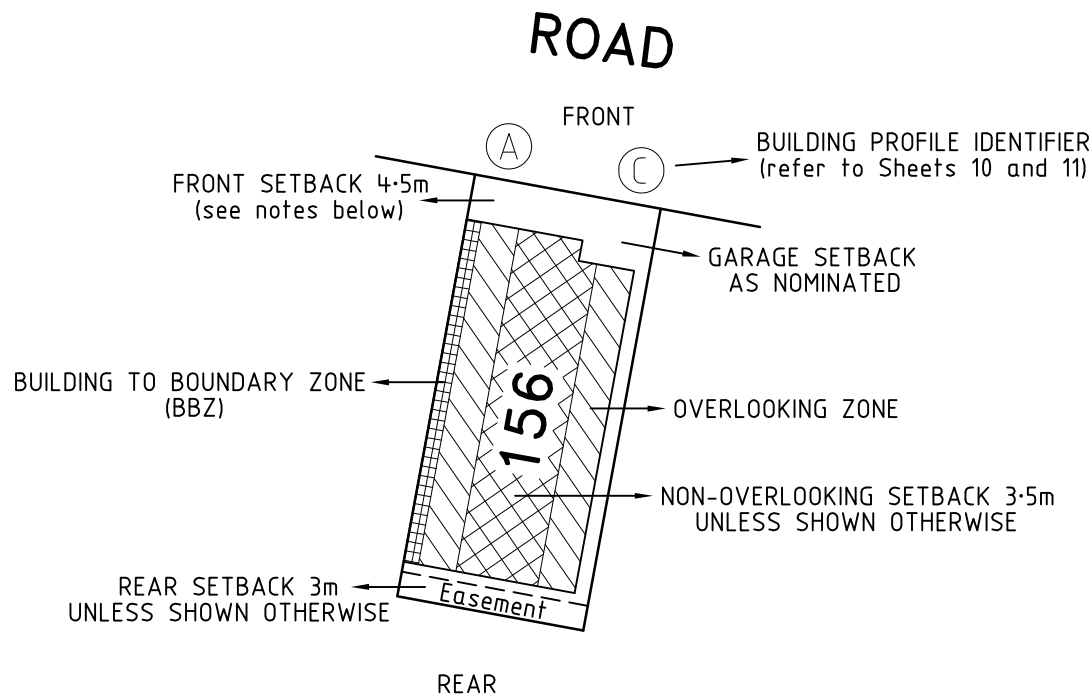 ROAD
FRONT
A
C
BUILDING PROFILE IDENTIFIER
(refer to Sheets 10 and 11)
FRONT SETBACK 4·5m
(see notes below)
GARAGE SETBACK
AS NOMINATED
BUILDING TO BOUNDARY ZONE
(BBZ)
156
OVERLOOKING ZONE
NON-OVERLOOKING SETBACK 3·5m
UNLESS SHOWN OTHERWISE
REAR SETBACK 3m
UNLESS SHOWN OTHERWISE
Easement
REAR